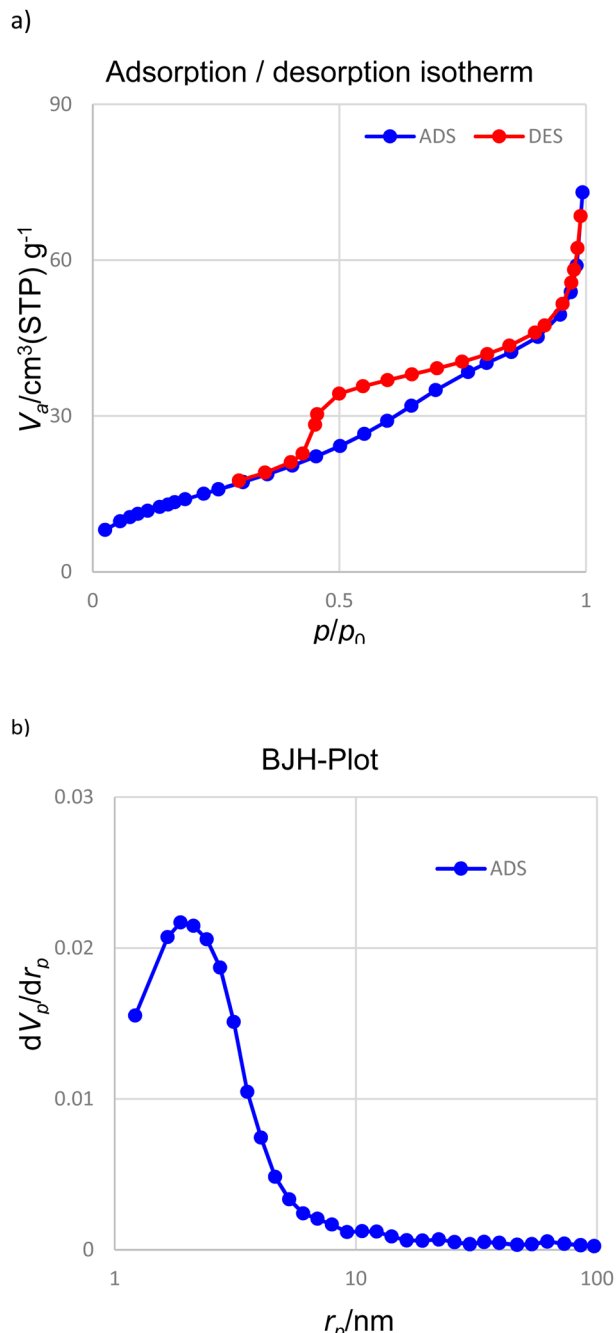 a)
Adsorption / desorption isotherm
90
ADS DES
60
30
0
0 0.5 1
Va/cm³(STP) g⁻¹
p/p₀
b)
BJH-Plot
0.03
ADS
0.02
0.01
0
1 10 100
dVp/drp
rp/nm